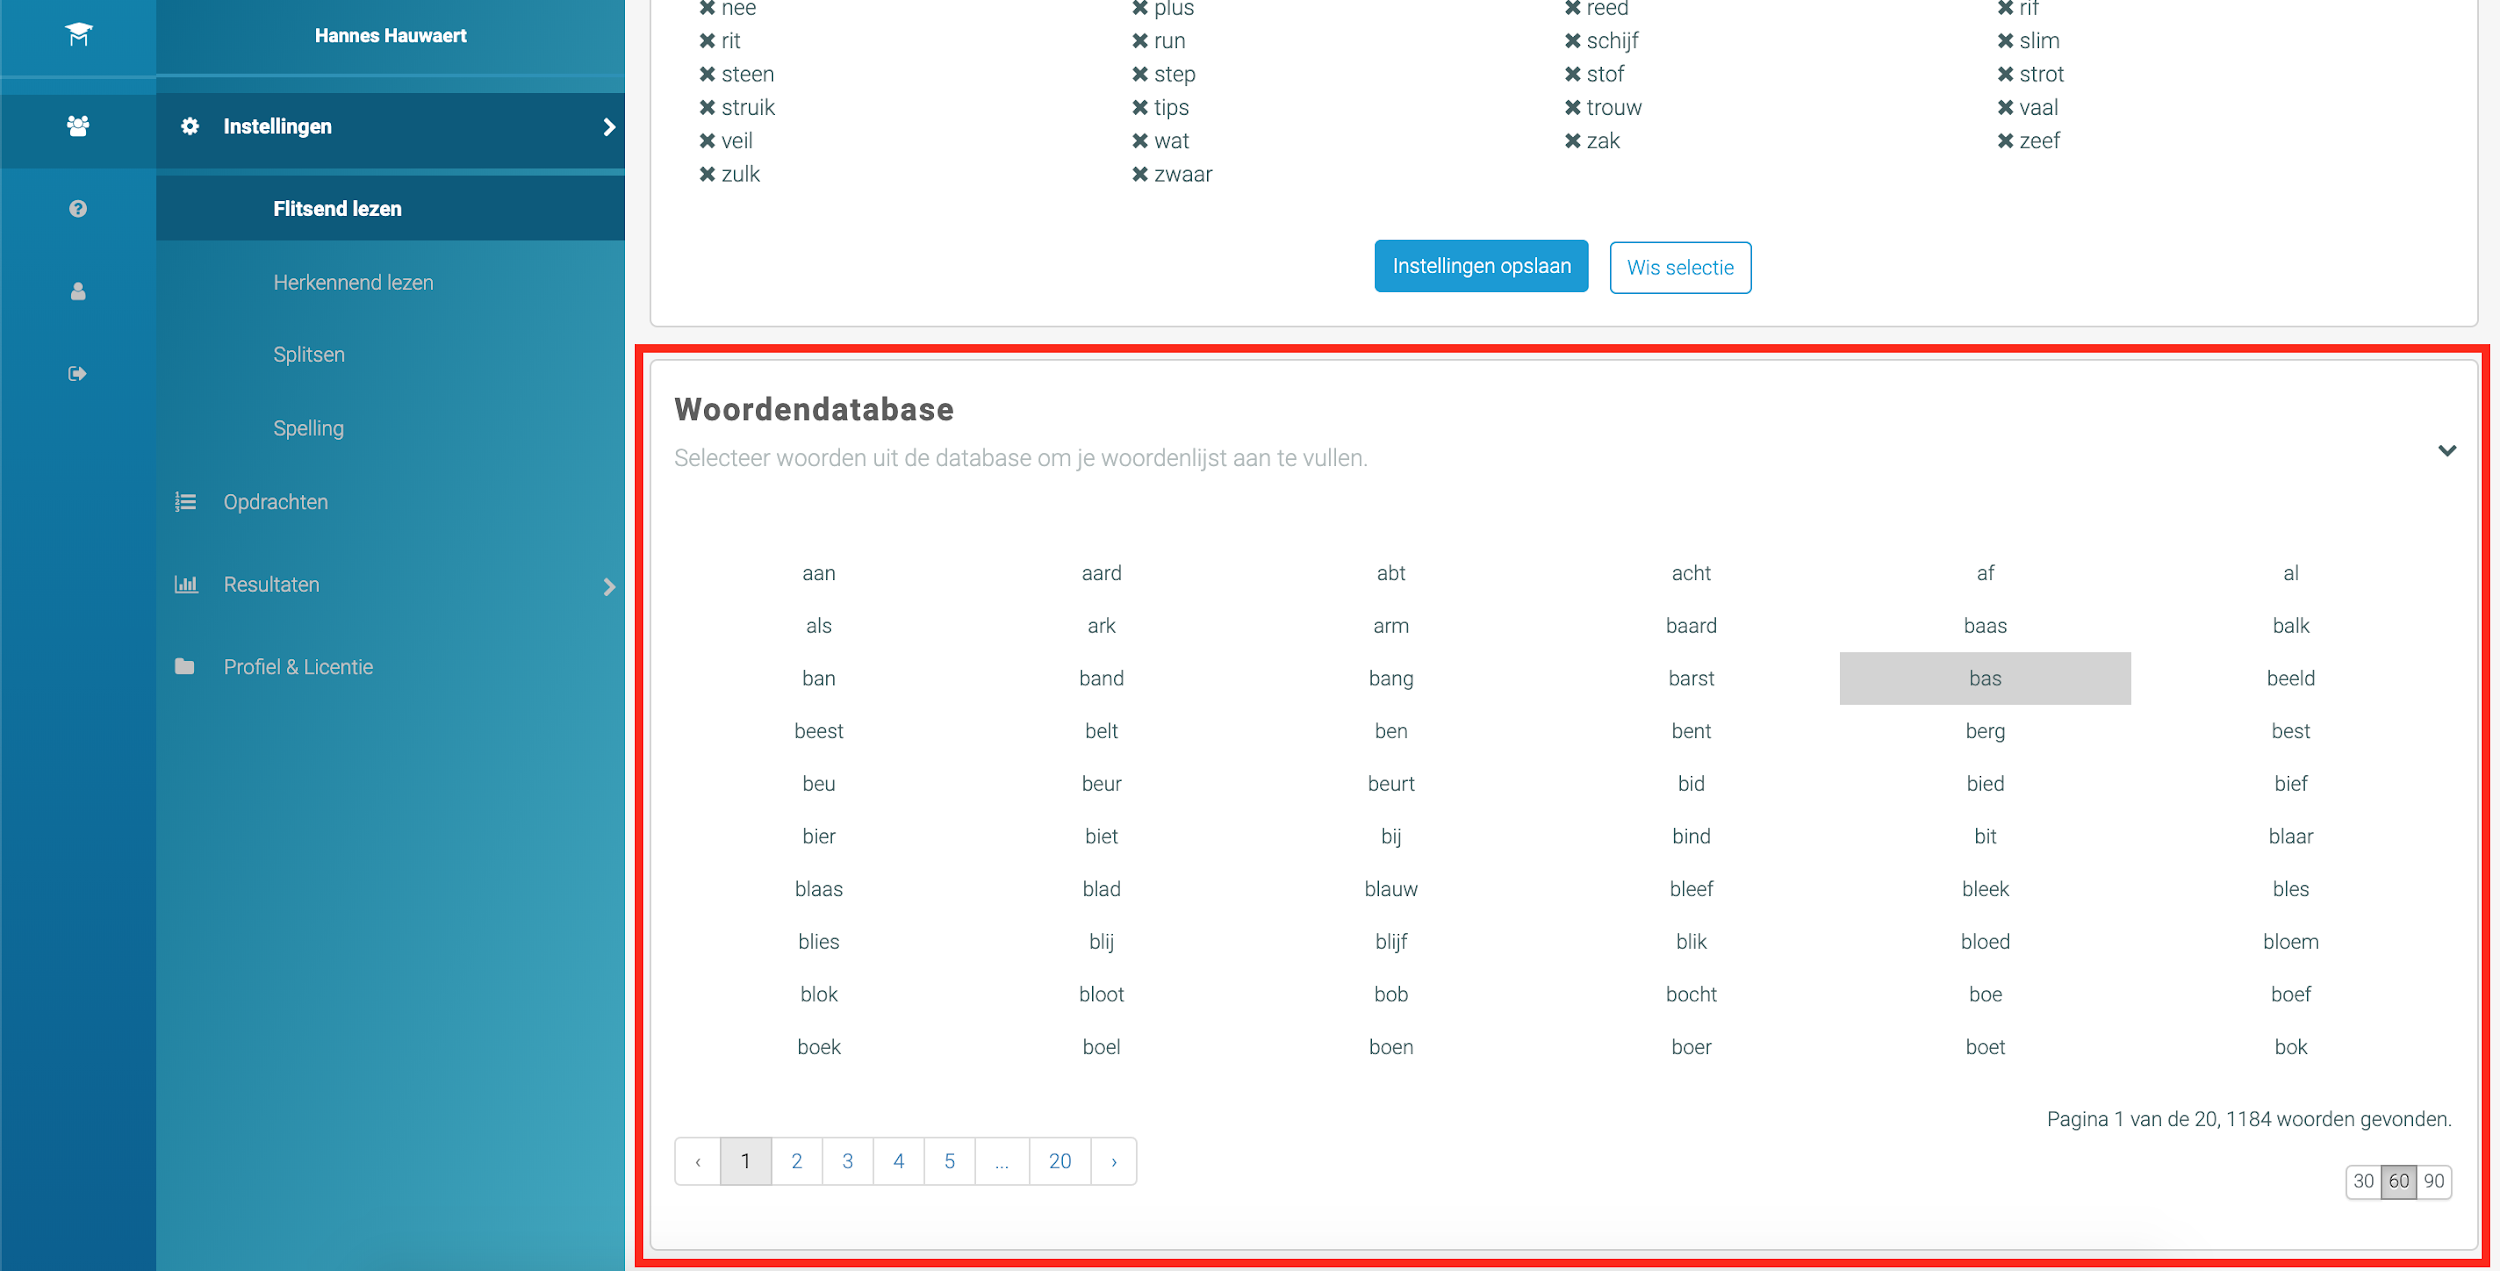 Hannes Hauwaert
Instellingen
Flitsend lezen
Herkennend lezen
Splitsen
Spelling
Opdrachten
Resultaten
Profiel & Licentie
nee plus reed rif
rit run schijf slim
steen step stof strot
struik tips trouw vaal
veil wat zak zeef
zulk zwaar
Instellingen opslaan Wis selectie
Woordendatabase
Selecteer woorden uit de database om je woordenlijst aan te vullen.
aan aard abt acht af al
als ark arm baard baas balk
ban band bang barst bas beeld
beest belt ben bent berg best
beu beur beurt bid bied bief
bier biet bij bind bit blaar
blaas blad blauw bleef bleek bles
blies blij blijf blik bloed bloem
blok bloot bob bocht boe boef
boek boel boen boer boet bok
Pagina 1 van de 20, 1184 woorden gevonden.
‹ 1 2 3 4 5 ... 20 ›
30 60 90